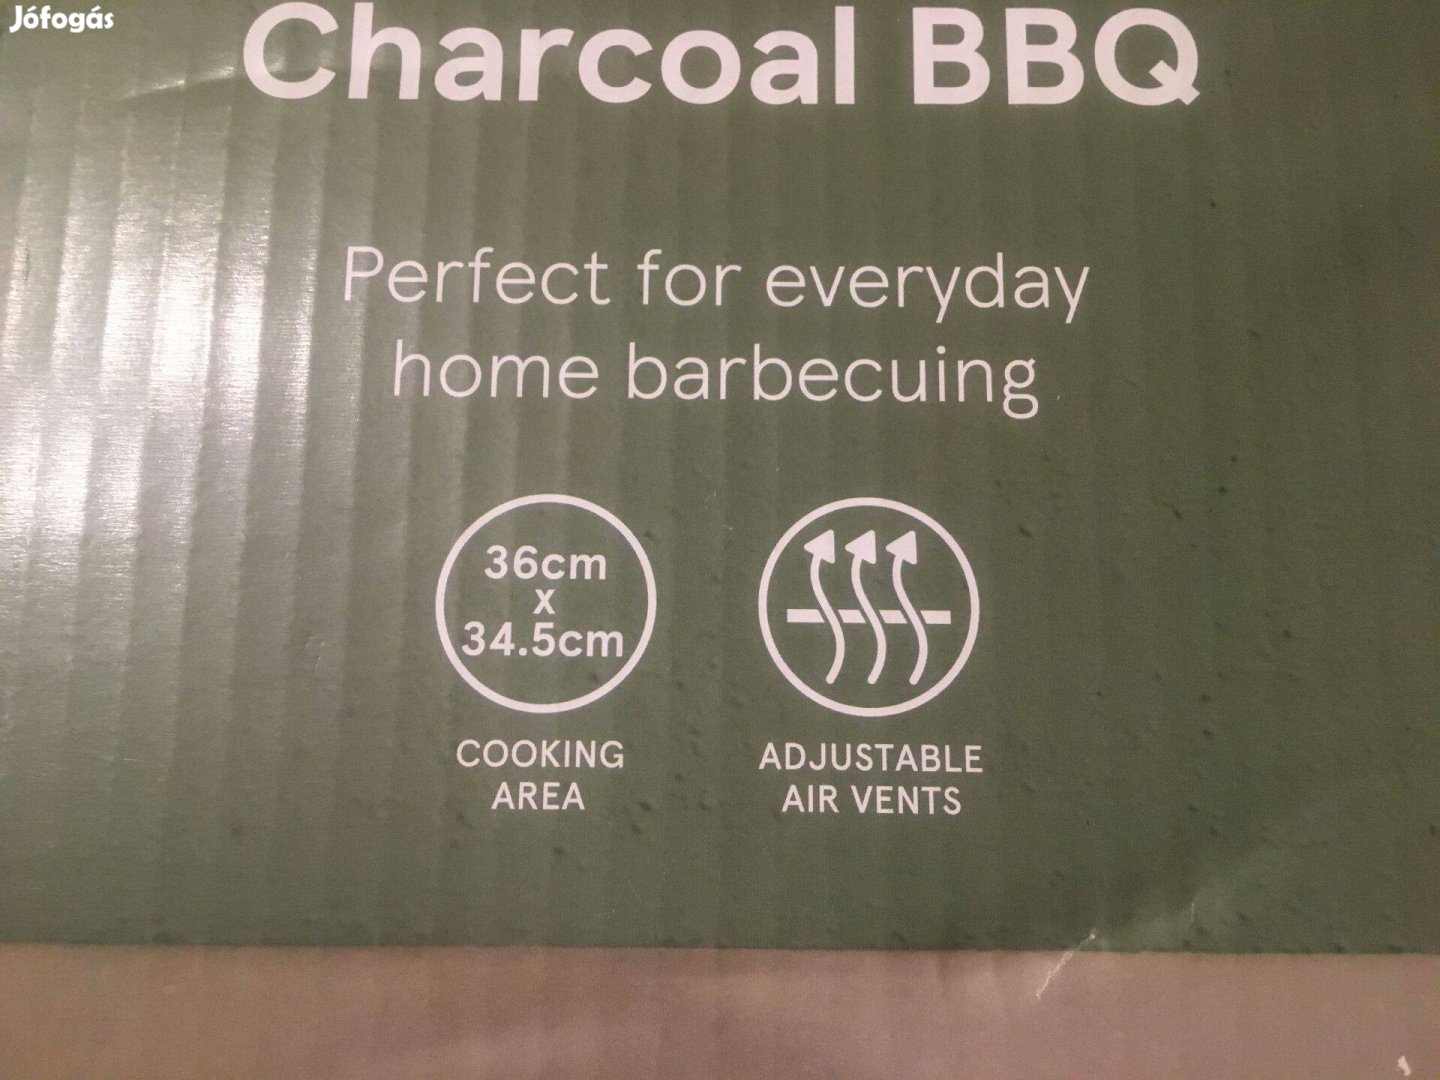 Jófogás
Charcoal BBQ
Perfect for everyday
home barbecuing
36cm
x
34.5cm
COOKING
AREA
ADJUSTABLE
AIR VENTS